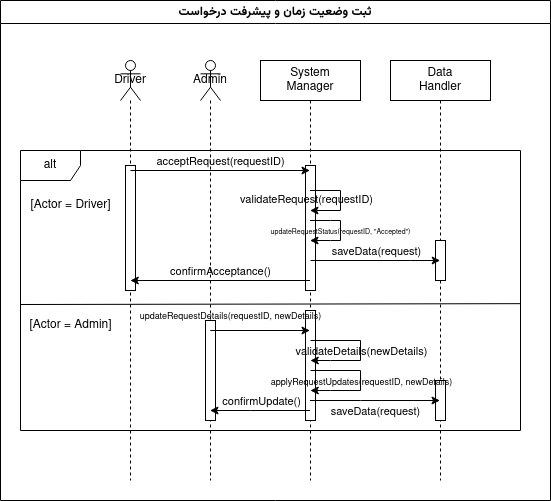 ثبت وضعیت زمان و پیشرفت درخواست
Driver
Admin
System
Manager
Data
Handler
alt
acceptRequest(requestID)
[Actor = Driver]
validateRequest(requestID)
updateRequestStatus(requestID, "Accepted")
saveData(request)
confirmAcceptance()
[Actor = Admin]
updateRequestDetails(requestID, newDetails)
validateDetails(newDetails)
applyRequestUpdates(requestID, newDetails)
confirmUpdate()
saveData(request)